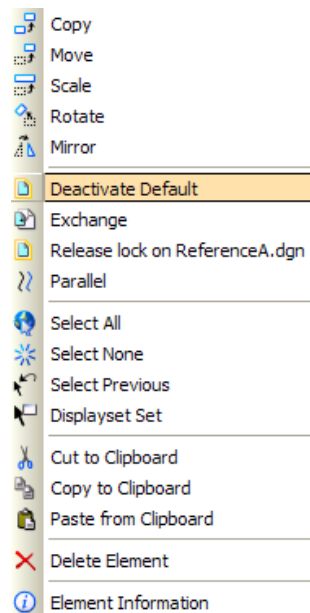 Copy
Move
Scale
Rotate
Mirror
Deactivate Default
Exchange
Release lock on ReferenceA.dgn
Parallel
Select All
Select None
Select Previous
Displayset Set
Cut to Clipboard
Copy to Clipboard
Paste from Clipboard
Delete Element
Element Information